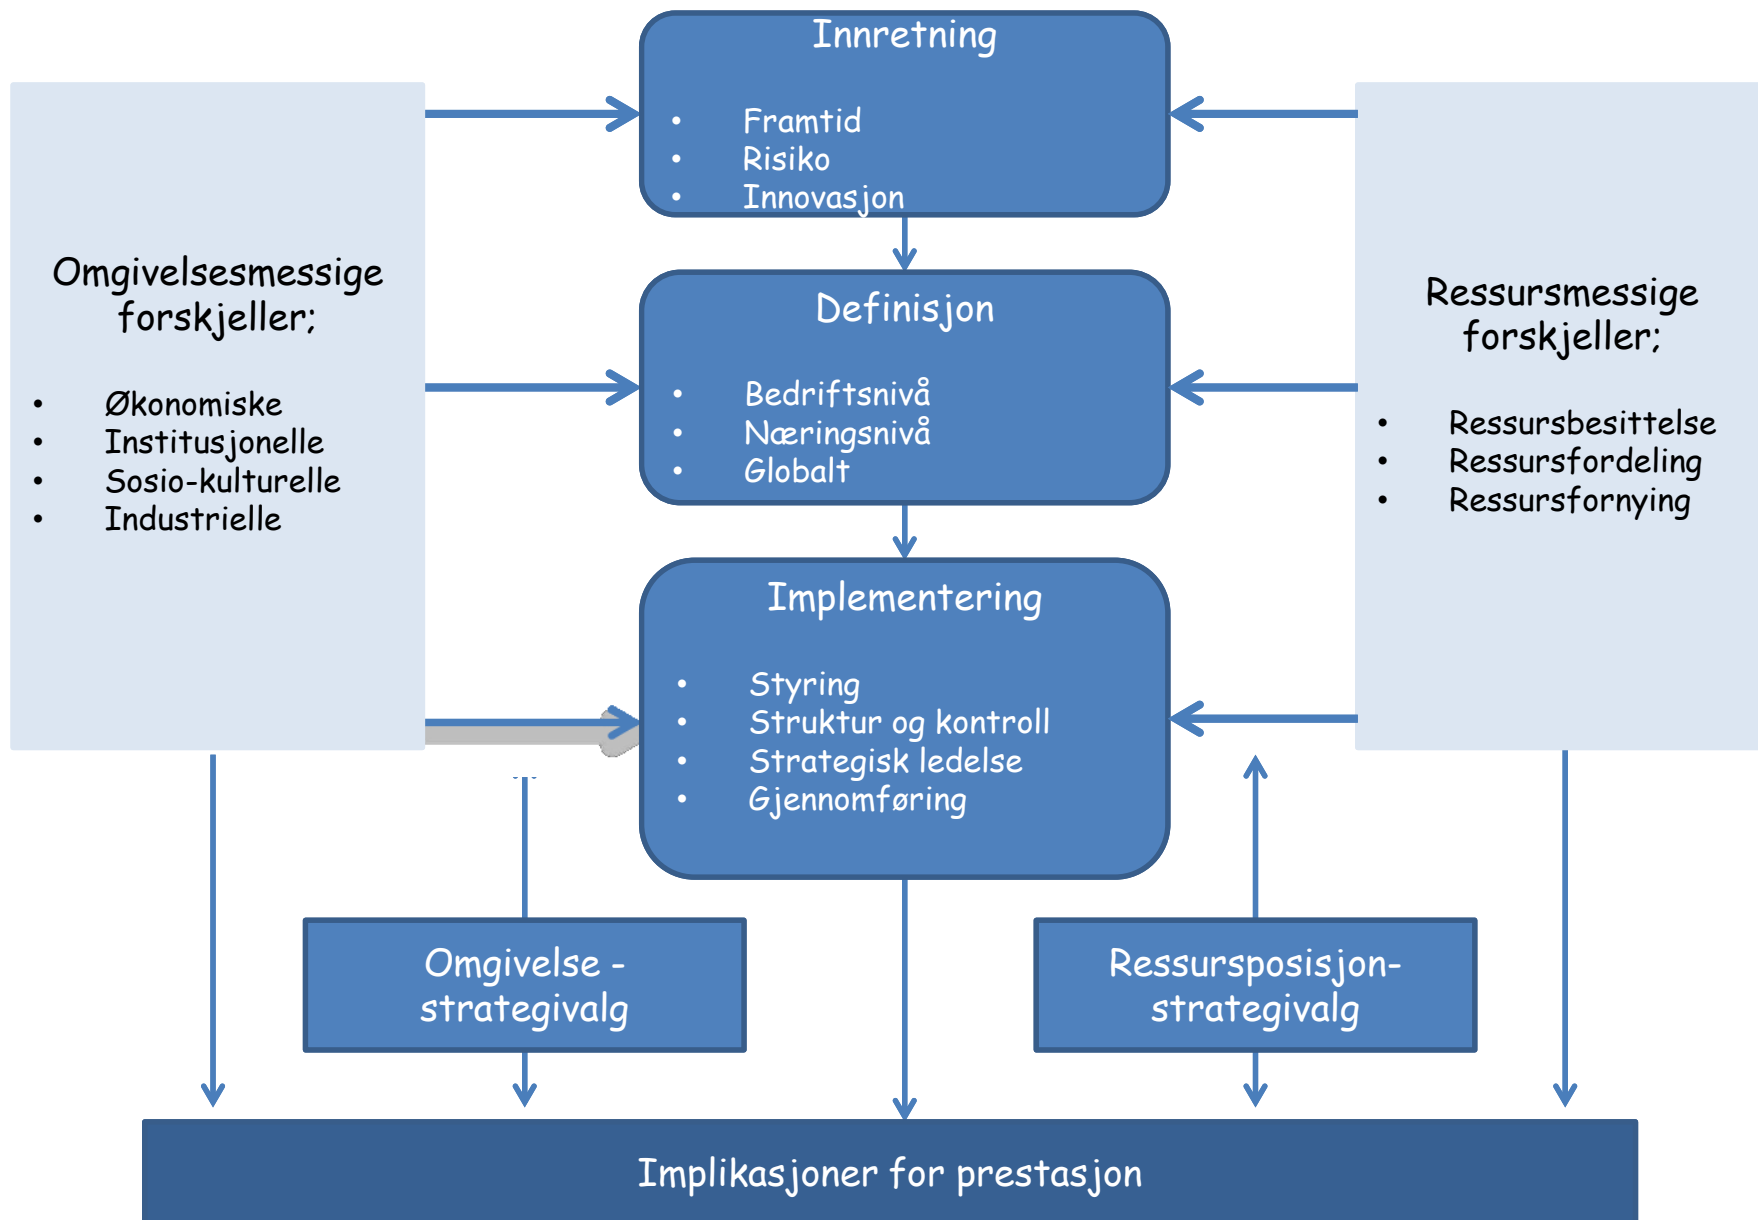 Innretning
• Framtid
• Risiko
• Innovasjon
Omgivelsesmessige
forskjeller;
• Økonomiske
• Institusjonelle
• Sosio-kulturelle
• Industrielle
Definisjon
• Bedriftsnivå
• Næringsnivå
• Globalt
Ressursmessige
forskjeller;
• Ressursbesittelse
• Ressursfordeling
• Ressursfornying
Implementering
• Styring
• Struktur og kontroll
• Strategisk ledelse
• Gjennomføring
Omgivelse -
strategivalg
Ressursposisjon-
strategivalg
Implikasjoner for prestasjon